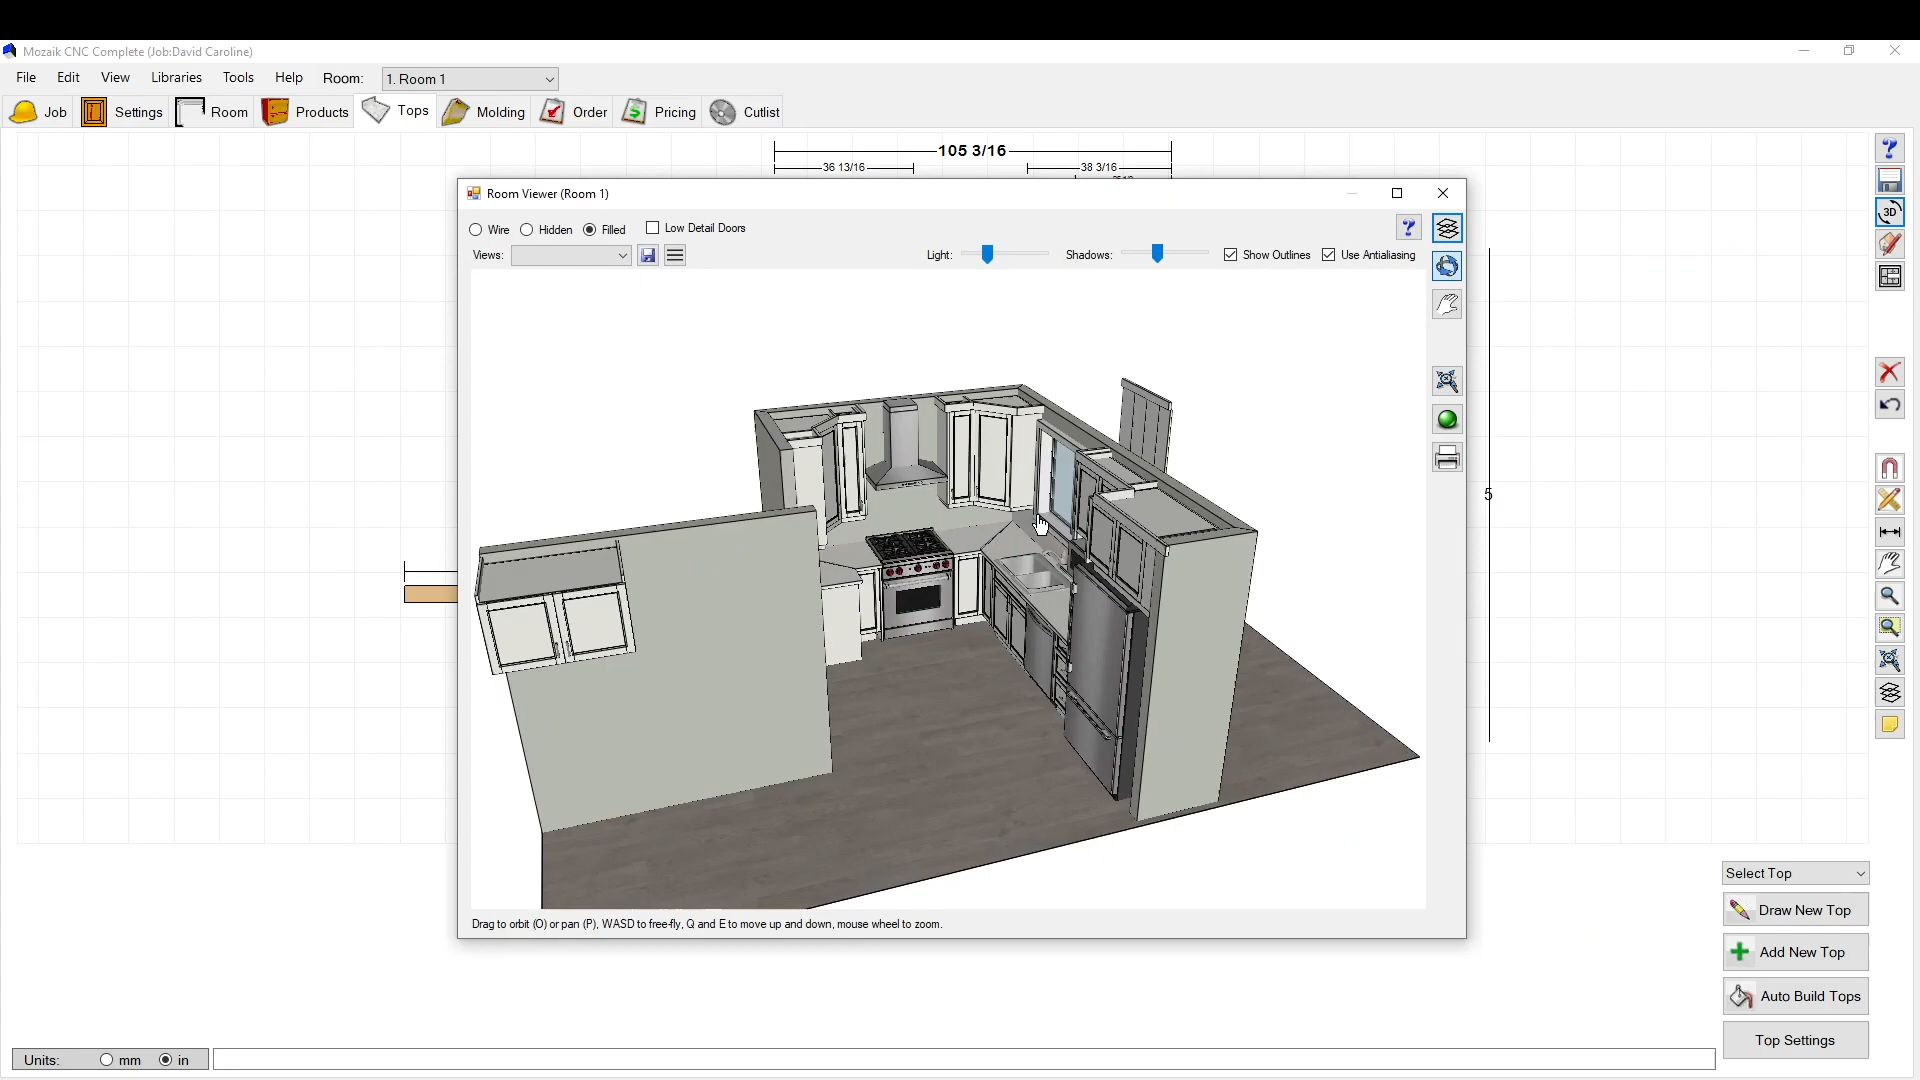 Mozaik CNC Complete (Job:David Caroline)
File Edit View Libraries Tools Help Room: 1. Room 1
Job Settings Room Products Tops Molding Order Pricing Cutlist
105 3/16
36 13/16 38 3/16
Room Viewer (Room 1)
Wire Hidden Filled Low Detail Doors
Views: Light: Shadows: Show Outlines Use Antialiasing
3D
5
Drag to orbit (O) or pan (P), WASD to free-fly, Q and E to move up and down, mouse wheel to zoom.
Select Top
Draw New Top
Add New Top
Auto Build Tops
Top Settings
Units: mm in